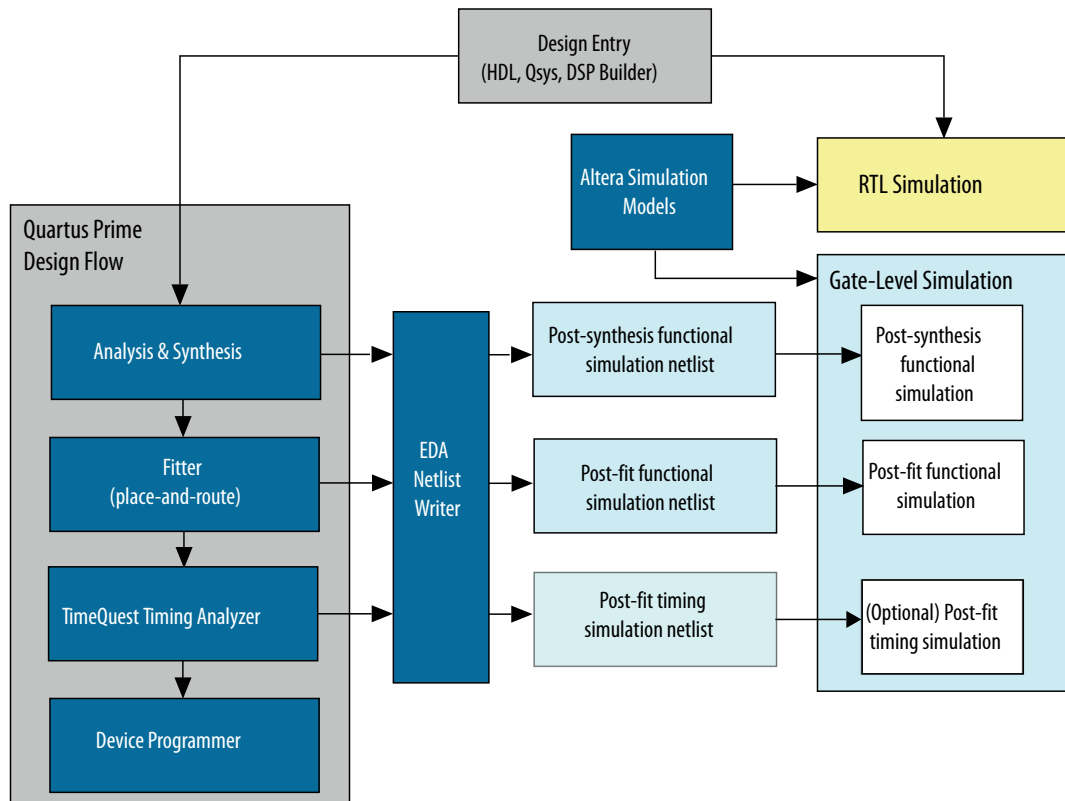 Design Entry
(HDL, Qsys, DSP Builder)
Altera Simulation
Models
RTL Simulation
Quartus Prime
Design Flow
Gate-Level Simulation
Analysis & Synthesis
EDA
Netlist
Writer
Post-synthesis functional
simulation netlist
Post-synthesis
functional
simulation
Fitter
(place-and-route)
Post-fit functional
simulation netlist
Post-fit functional
simulation
TimeQuest Timing Analyzer
Post-fit timing
simulation netlist
(Optional) Post-fit
timing simulation
Device Programmer